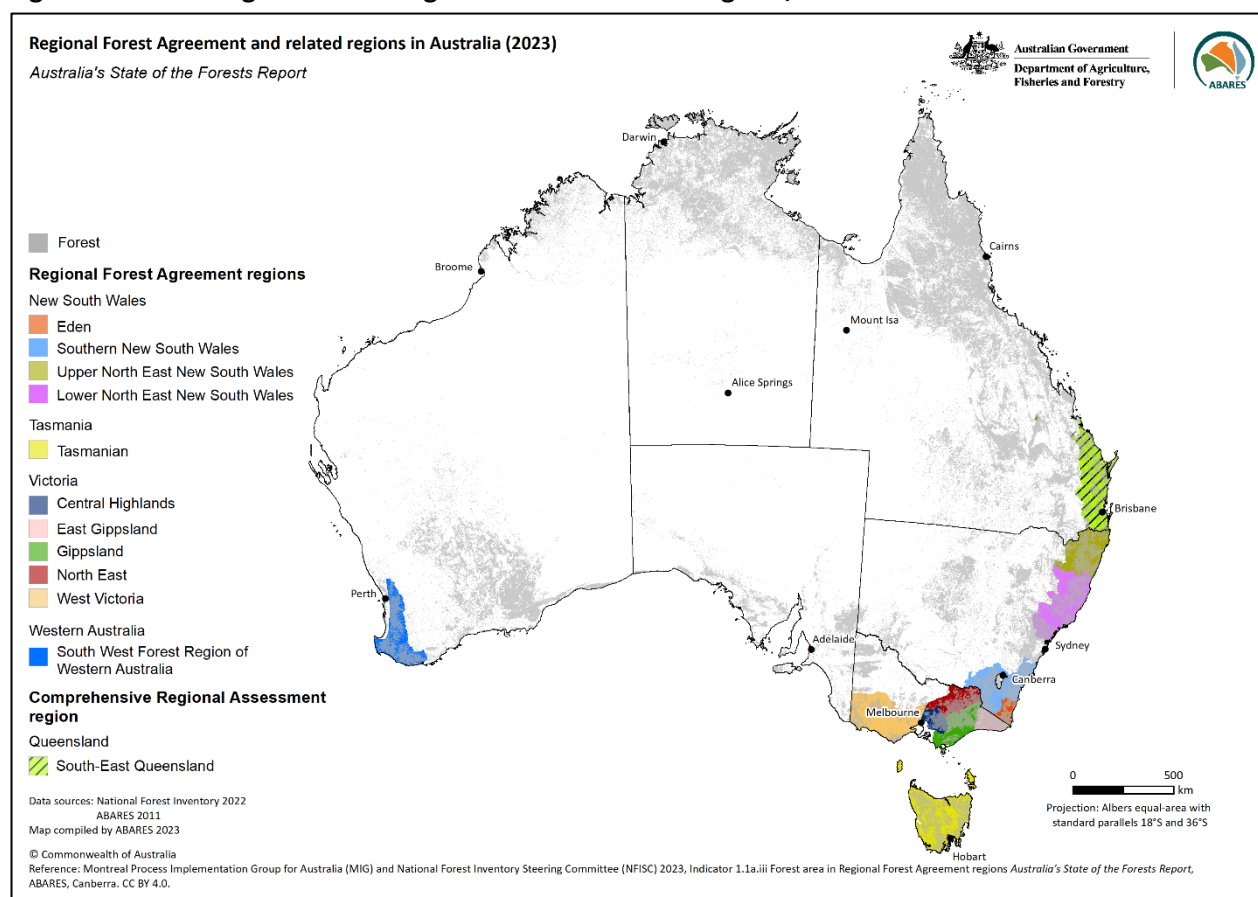 Regional Forest Agreement and related regions in Australia (2023)
Australia's State of the Forests Report
Australian Government
Department of Agriculture,
Fisheries and Forestry
ABARES
Forest
Regional Forest Agreement regions
New South Wales
Eden
Southern New South Wales
Upper North East New South Wales
Lower North East New South Wales
Tasmania
Tasmanian
Victoria
Central Highlands
East Gippsland
Gippsland
North East
West Victoria
Western Australia
South West Forest Region of
Western Australia
Comprehensive Regional Assessment
region
Queensland
South-East Queensland
Darwin
Cairns
Broome
Mount Isa
Alice Springs
Brisbane
Perth
Adelaide
Sydney
Canberra
Melbourne
Hobart
0 500
km
Projection: Albers equal-area with
standard parallels 18°S and 36°S
Data sources: National Forest Inventory 2022
ABARES 2011
Map compiled by ABARES 2023
© Commonwealth of Australia
Reference: Montreal Process Implementation Group for Australia (MIG) and National Forest Inventory Steering Committee (NFISC) 2023, Indicator 1.1a.iii Forest area in Regional Forest Agreement regions Australia's State of the Forests Report,
ABARES, Canberra. CC BY 4.0.